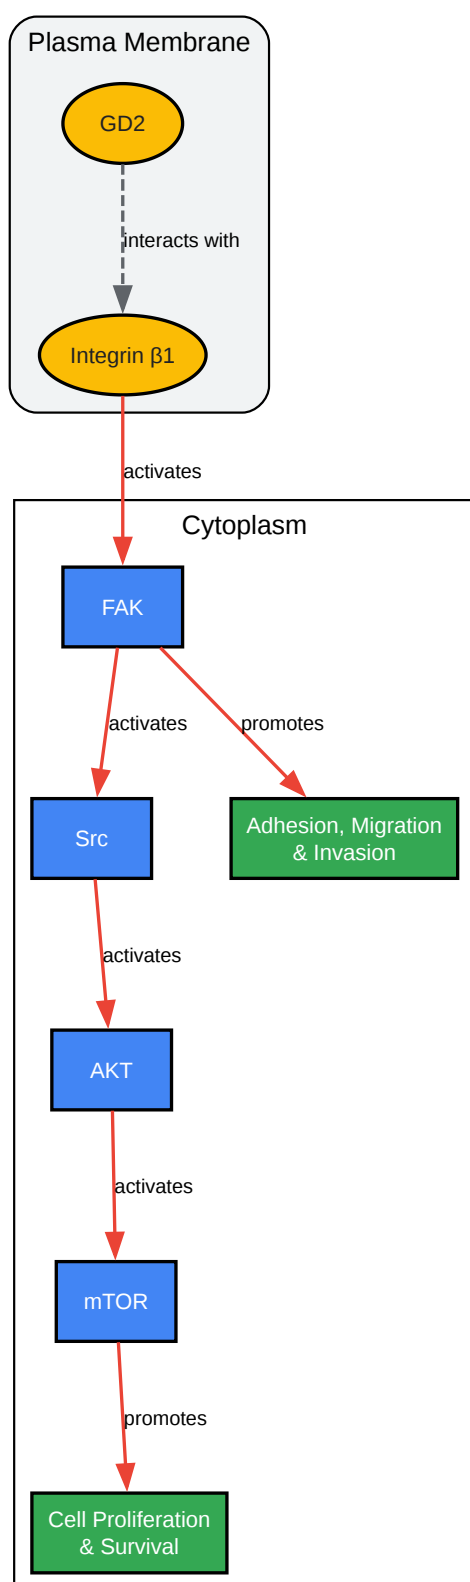 Plasma Membrane
GD2
interacts with
Integrin β1
activates
Cytoplasm
FAK
activates
promotes
Src
Adhesion, Migration
& Invasion
activates
AKT
activates
mTOR
promotes
Cell Proliferation
& Survival